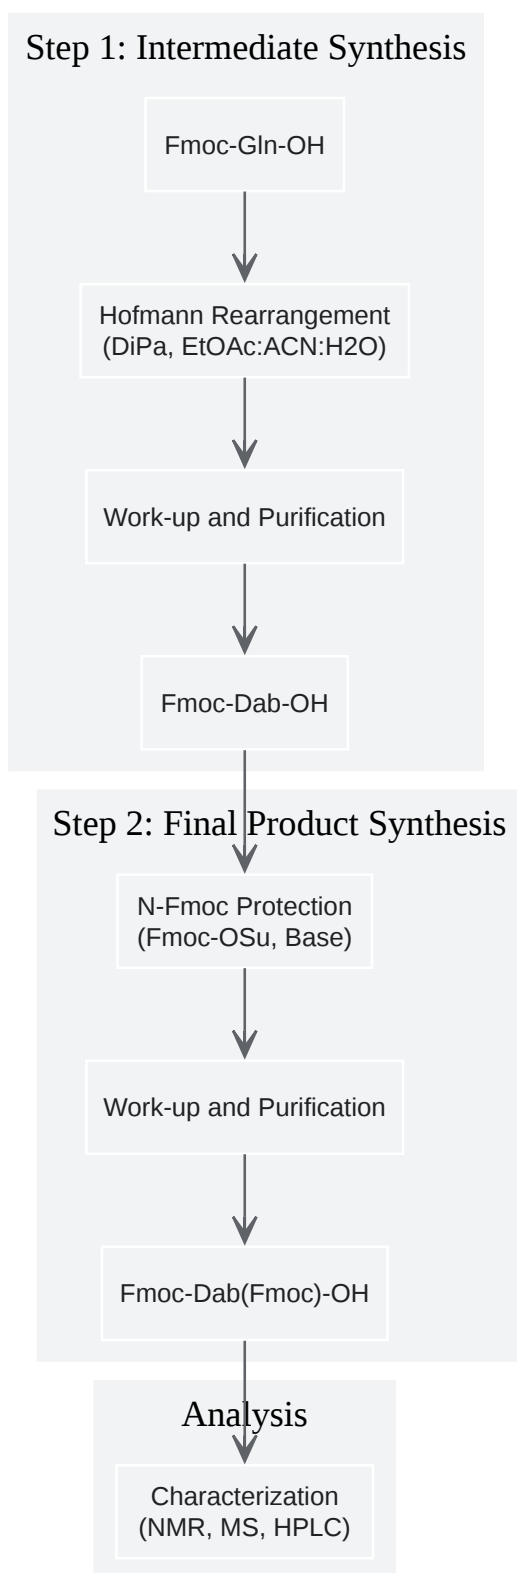 Step 1: Intermediate Synthesis
Fmoc-Gln-OH
Hofmann Rearrangement
(DiPa, EtOAc:ACN:H2O)
Work-up and Purification
Fmoc-Dab-OH
Step 2: Final Product Synthesis
N-Fmoc Protection
(Fmoc-OSu, Base)
Work-up and Purification
Fmoc-Dab(Fmoc)-OH
Analysis
Characterization
(NMR, MS, HPLC)